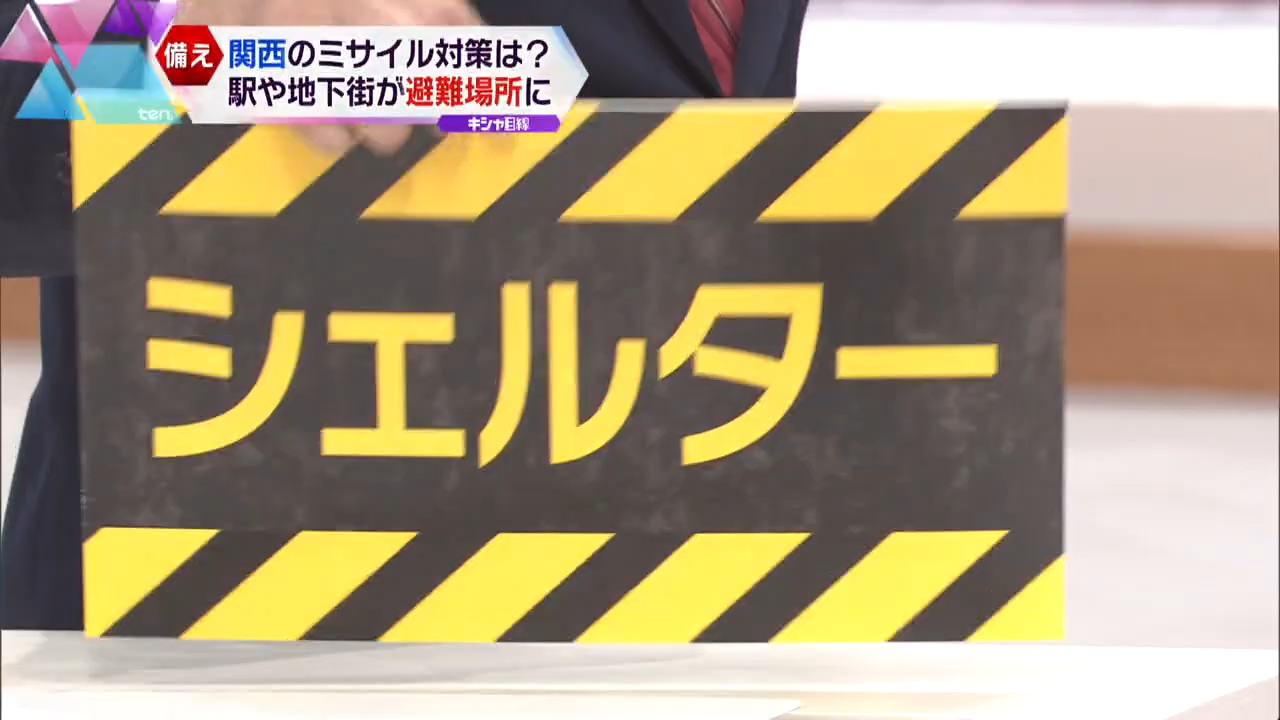 備え
関西のミサイル対策は？
駅や地下街が避難場所に
ten.
キシャ目線
シェルター